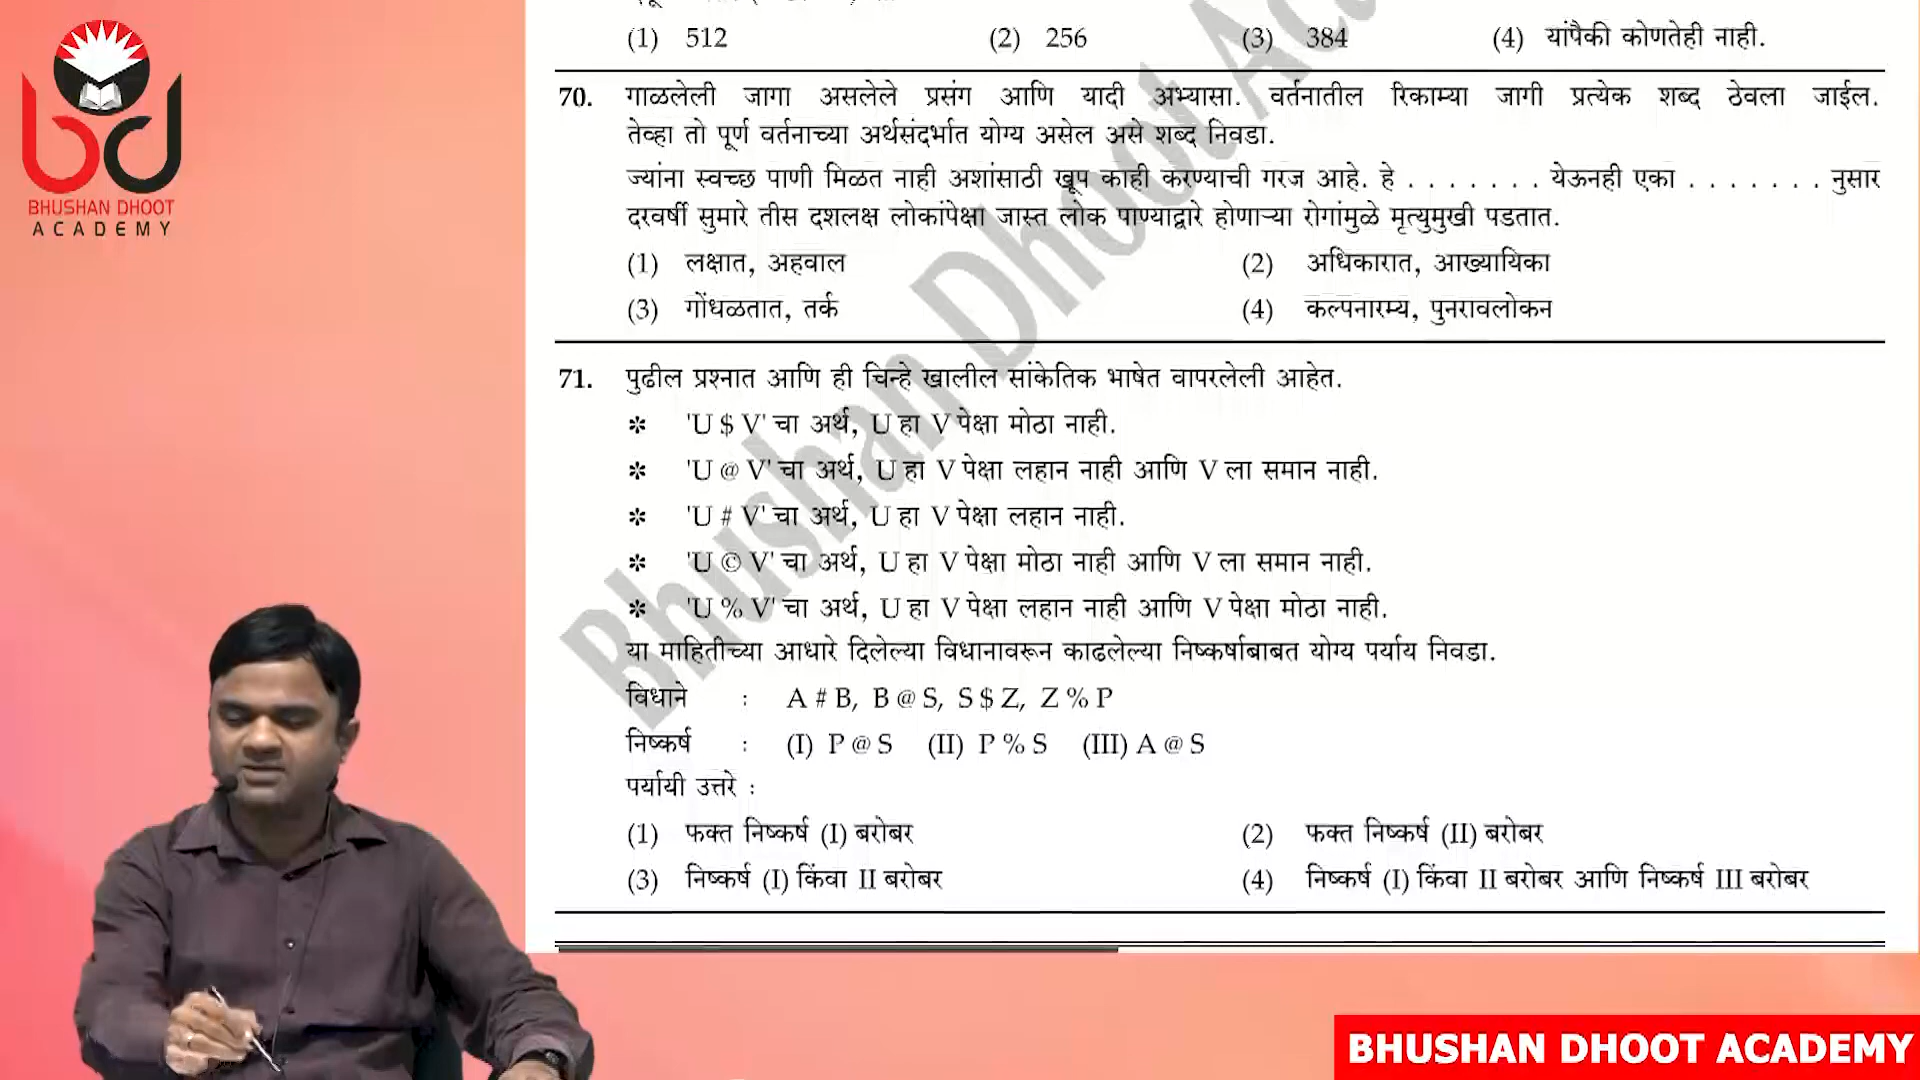 BHUSHAN DHOOT
ACADEMY
(1) 512 (2) 256 (3) 384 (4) यांपैकी कोणतेही नाही.
70. गाळलेली जागा असलेले प्रसंग आणि यादी अभ्यासा. वर्तनातील रिकाम्या जागी प्रत्येक शब्द ठेवला जाईल.
तेव्हा तो पूर्ण वर्तनाच्या अर्थसंदर्भात योग्य असेल असे शब्द निवडा.
ज्यांना स्वच्छ पाणी मिळत नाही अशांसाठी खूप काही करण्याची गरज आहे. हे . . . . . . . येऊनही एका . . . . . . . नुसार
दरवर्षी सुमारे तीस दशलक्ष लोकांपेक्षा जास्त लोक पाण्याद्वारे होणाऱ्या रोगांमुळे मृत्युमुखी पडतात.
(1) लक्षात, अहवाल (2) अधिकारात, आख्यायिका
(3) गोंधळतात, तर्क (4) कल्पनारम्य, पुनरावलोकन
71. पुढील प्रश्नात आणि ही चिन्हे खालील सांकेतिक भाषेत वापरलेली आहेत.
✻ 'U $ V' चा अर्थ, U हा V पेक्षा मोठा नाही.
✻ 'U @ V' चा अर्थ, U हा V पेक्षा लहान नाही आणि V ला समान नाही.
✻ 'U # V' चा अर्थ, U हा V पेक्षा लहान नाही.
✻ 'U © V' चा अर्थ, U हा V पेक्षा मोठा नाही आणि V ला समान नाही.
✻ 'U % V' चा अर्थ, U हा V पेक्षा लहान नाही आणि V पेक्षा मोठा नाही.
या माहितीच्या आधारे दिलेल्या विधानावरून काढलेल्या निष्कर्षाबाबत योग्य पर्याय निवडा.
विधाने : A # B, B @ S, S $ Z, Z % P
निष्कर्ष : (I) P @ S (II) P % S (III) A @ S
पर्यायी उत्तरे :
(1) फक्त निष्कर्ष (I) बरोबर (2) फक्त निष्कर्ष (II) बरोबर
(3) निष्कर्ष (I) किंवा II बरोबर (4) निष्कर्ष (I) किंवा II बरोबर आणि निष्कर्ष III बरोबर
Bhushan Dhoot Aca
BHUSHAN DHOOT ACADEMY